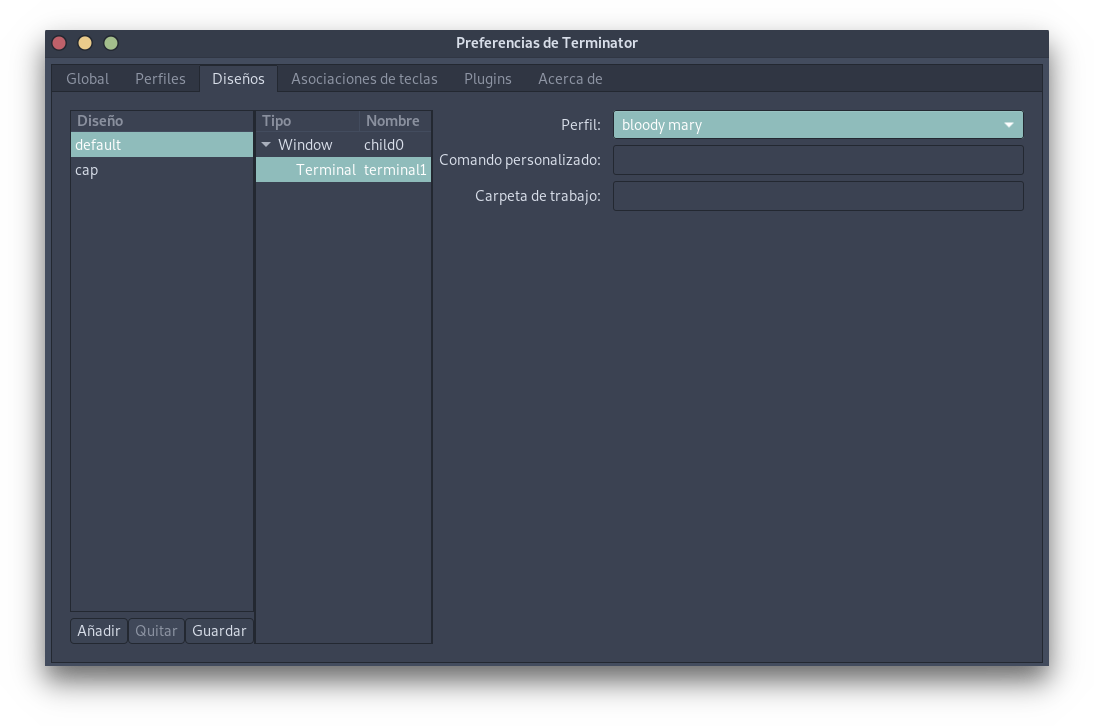 Preferencias de Terminator
Global Perfiles Diseños Asociaciones de teclas Plugins Acerca de
Diseño
default
cap
Tipo Nombre
Window child0
Terminal terminal1
Perfil: bloody mary
Comando personalizado:
Carpeta de trabajo:
Añadir Quitar Guardar